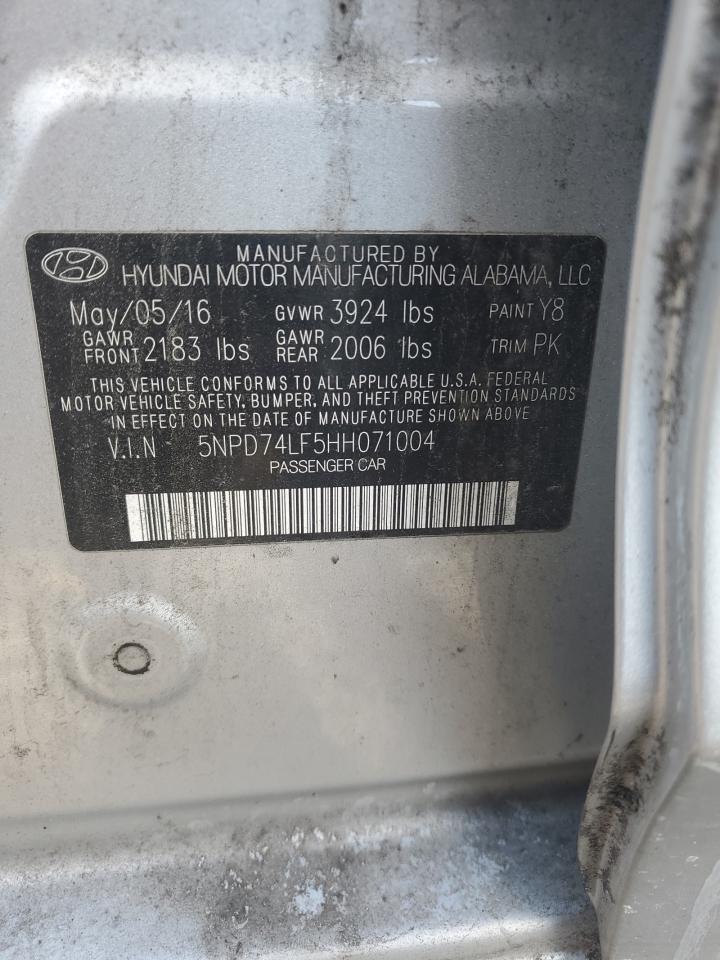 MANUFACTURED BY
HYUNDAI MOTOR MANUFACTURING ALABAMA, LLC
May/05/16 GVWR 3924 lbs PAINT Y8
GAWR FRONT 2183 lbs GAWR REAR 2006 lbs TRIM PK
THIS VEHICLE CONFORMS TO ALL APPLICABLE U.S.A. FEDERAL
MOTOR VEHICLE SAFETY, BUMPER, AND THEFT PREVENTION STANDARDS
IN EFFECT ON THE DATE OF MANUFACTURE SHOWN ABOVE
V.I.N 5NPD74LF5HH071004
PASSENGER CAR